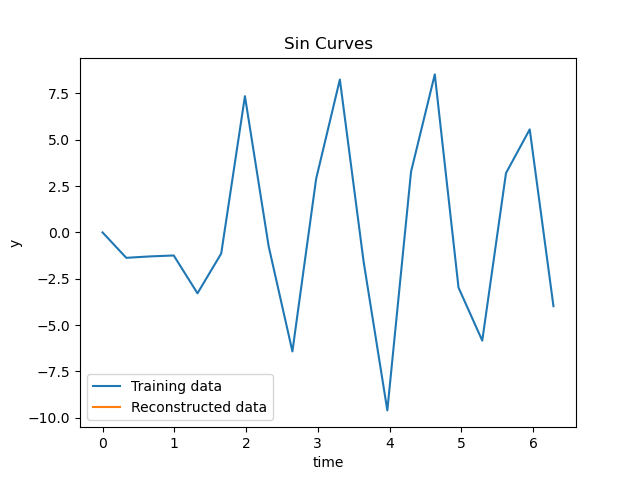 Sin Curves
7.5
5.0
2.5
0.0
−2.5
−5.0
−7.5
−10.0
y
Training data
Reconstructed data
0 1 2 3 4 5 6
time